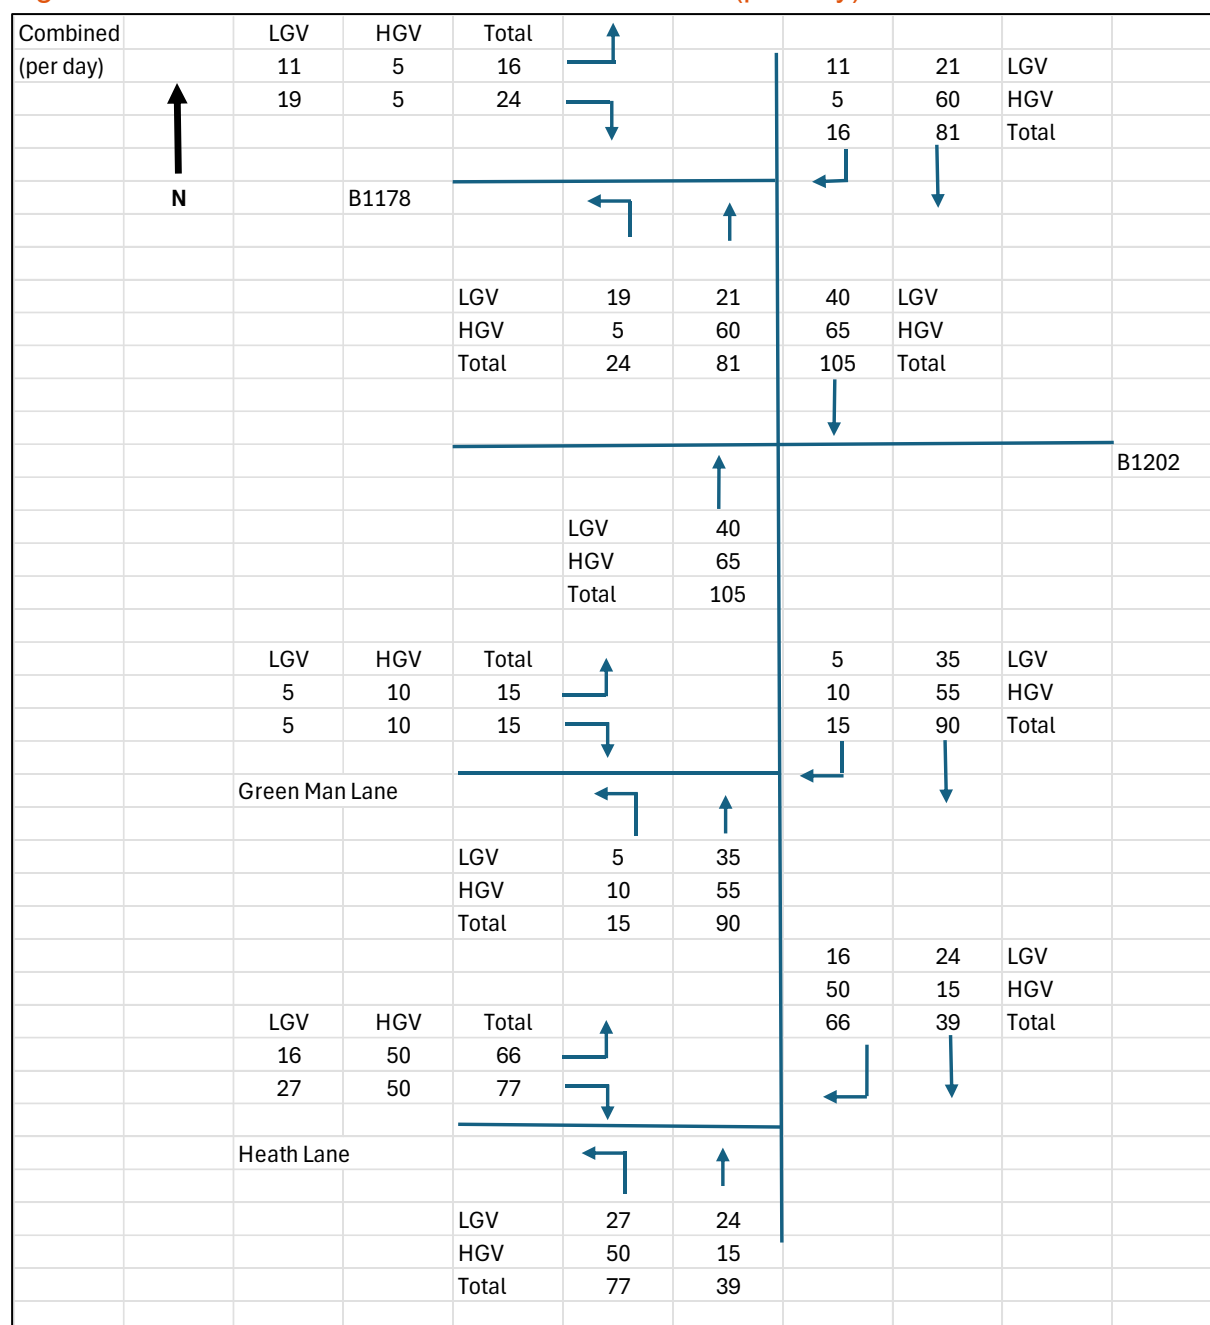 Combined LGV HGV Total
(per day) 11 5 16 11 21 LGV
19 5 24 5 60 HGV
16 81 Total
N B1178
LGV 19 21 40 LGV
HGV 5 60 65 HGV
Total 24 81 105 Total
B1202
LGV 40
HGV 65
Total 105
LGV HGV Total 5 35 LGV
5 10 15 10 55 HGV
5 10 15 15 90 Total
Green Man Lane
LGV 5 35
HGV 10 55
Total 15 90
16 24 LGV
50 15 HGV
LGV HGV Total 66 39 Total
16 50 66
27 50 77
Heath Lane
LGV 27 24
HGV 50 15
Total 77 39